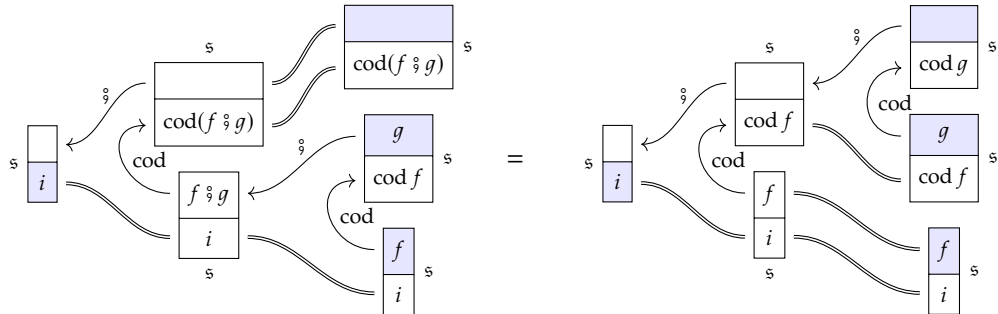 𝔰
cod(f ⨟ g)
𝔰
⨟
cod(f ⨟ g)
𝔰
i
cod
⨟
g
cod f
𝔰
f ⨟ g
i
𝔰
cod
f
i
𝔰
=
𝔰
⨟
cod g
𝔰
⨟
cod f
cod
g
cod f
𝔰
𝔰
i
cod
f
i
𝔰
f
i
𝔰